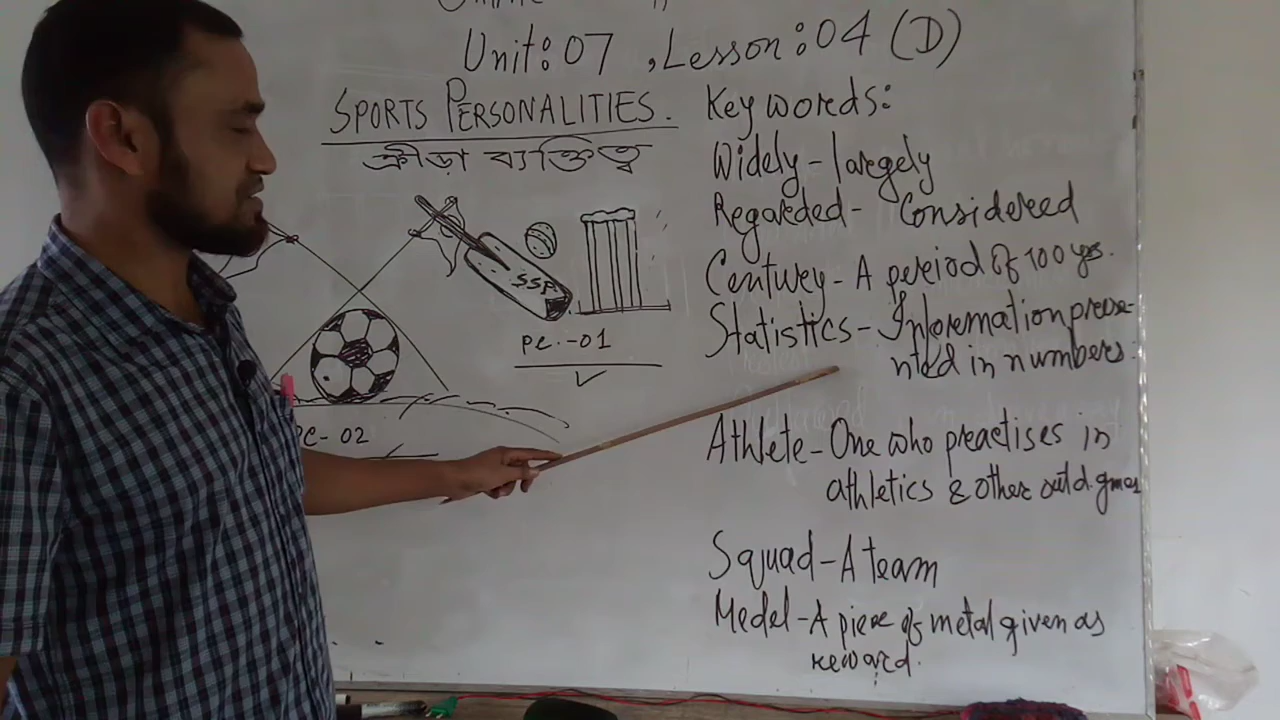 Unit: 07 , Lesson: 04 (D)
SPORTS PERSONALITIES.
ক্রীড়া ব্যক্তিত্ব
SSP
PC.-01
PC-02
Key words:
Widely - largely
Regarded - Considered
Century - A period of 100 yrs.
Statistics - Information prese-
nted in numbers.
Athlete - One who practises in
athletics & other outd. gmes
Squad - A team
Medel - A piece of metal given as
reward.